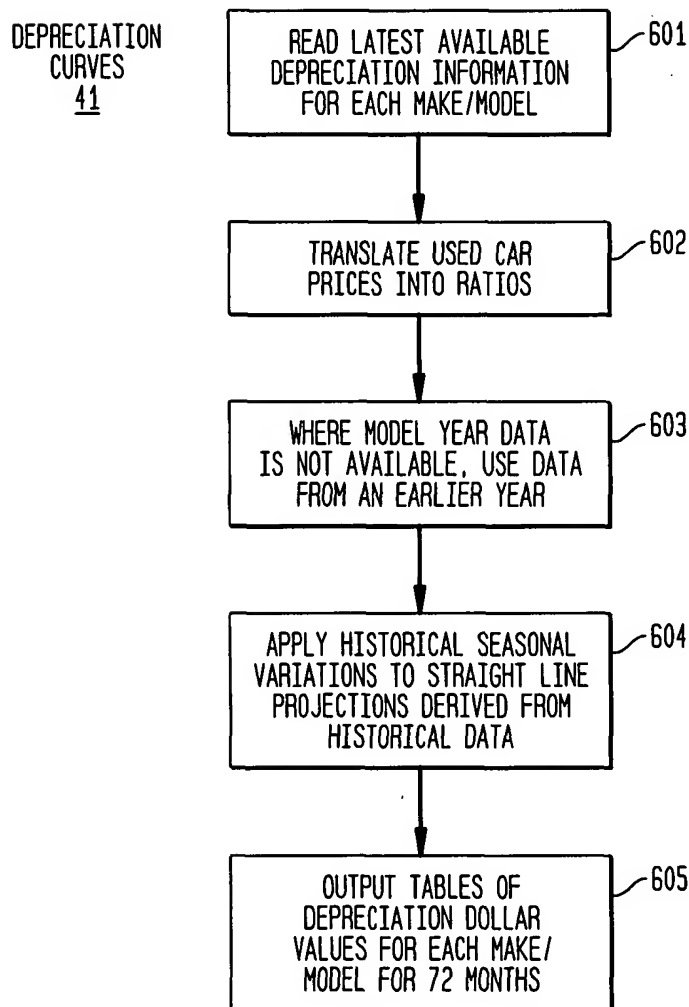 DEPRECIATION
CURVES
41
READ LATEST AVAILABLE
DEPRECIATION INFORMATION
FOR EACH MAKE/MODEL
601
TRANSLATE USED CAR
PRICES INTO RATIOS
602
WHERE MODEL YEAR DATA
IS NOT AVAILABLE, USE DATA
FROM AN EARLIER YEAR
603
APPLY HISTORICAL SEASONAL
VARIATIONS TO STRAIGHT LINE
PROJECTIONS DERIVED FROM
HISTORICAL DATA
604
OUTPUT TABLES OF
DEPRECIATION DOLLAR
VALUES FOR EACH MAKE/
MODEL FOR 72 MONTHS
605